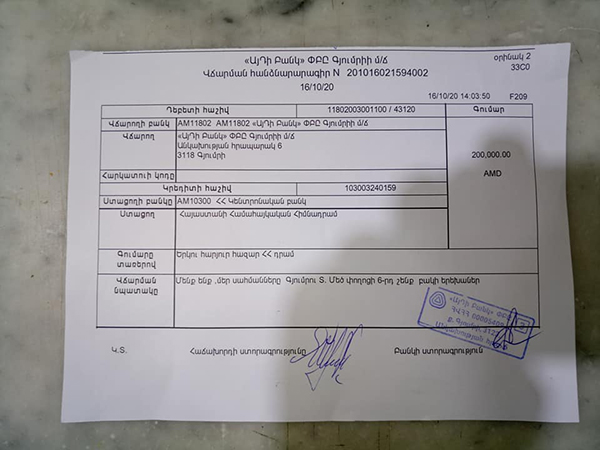 «ԱյԴի Բանկ» ՓԲԸ Գյումրիի մ/ճ
Վճարման հանձնարարագիր N 201016021594002
օրինակ 2
33C0
16/10/20
16/10/20 14:03:50 F209
Դեբետի հաշիվ 11802003001100 / 43120 Գումար
Վճարողի բանկ AM11802 AM11802 «ԱյԴի Բանկ» ՓԲԸ Գյումրիի մ/ճ
Վճարող «ԱյԴի Բանկ» ՓԲԸ Գյումրիի մ/ճ
Անկախության հրապարակ 6
3118 Գյումրի
200,000.00
Հարկատուի կոդը AMD
Կրեդիտի հաշիվ 103003240159
Ստացողի բանկը AM10300 ՀՀ Կենտրոնական բանկ
Ստացող Հայաստանի Համահայկական Հիմնադրամ
Գումարը տառերով Երկու հարյուր հազար ՀՀ դրամ
Վճարման նպատակը Մենք ենք ,մեր սահմանները Գյումրու Տ. Մեծ փողոցի 6-րդ շենք բակի երեխաներ
«ԱյԴի Բանկ» ՓԲԸ
Կ.Տ. Հաճախորդի ստորագրությունը Բանկի ստորագրություն